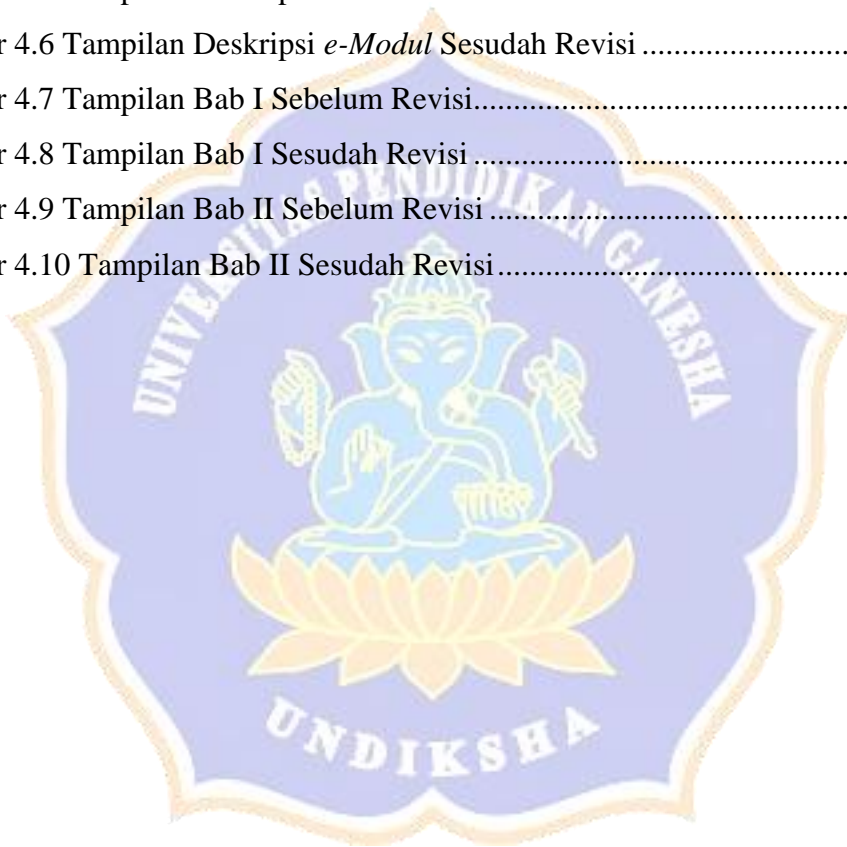 r 4.6 Tampilan Deskripsi e-Modul Sesudah Revisi ..........................
r 4.7 Tampilan Bab I Sebelum Revisi...............................................
r 4.8 Tampilan Bab I Sesudah Revisi ...............................................
r 4.9 Tampilan Bab II Sebelum Revisi .............................................
r 4.10 Tampilan Bab II Sesudah Revisi............................................
UNIVERSITAS PENDIDIKAN GANESHA
UNDIKSHA